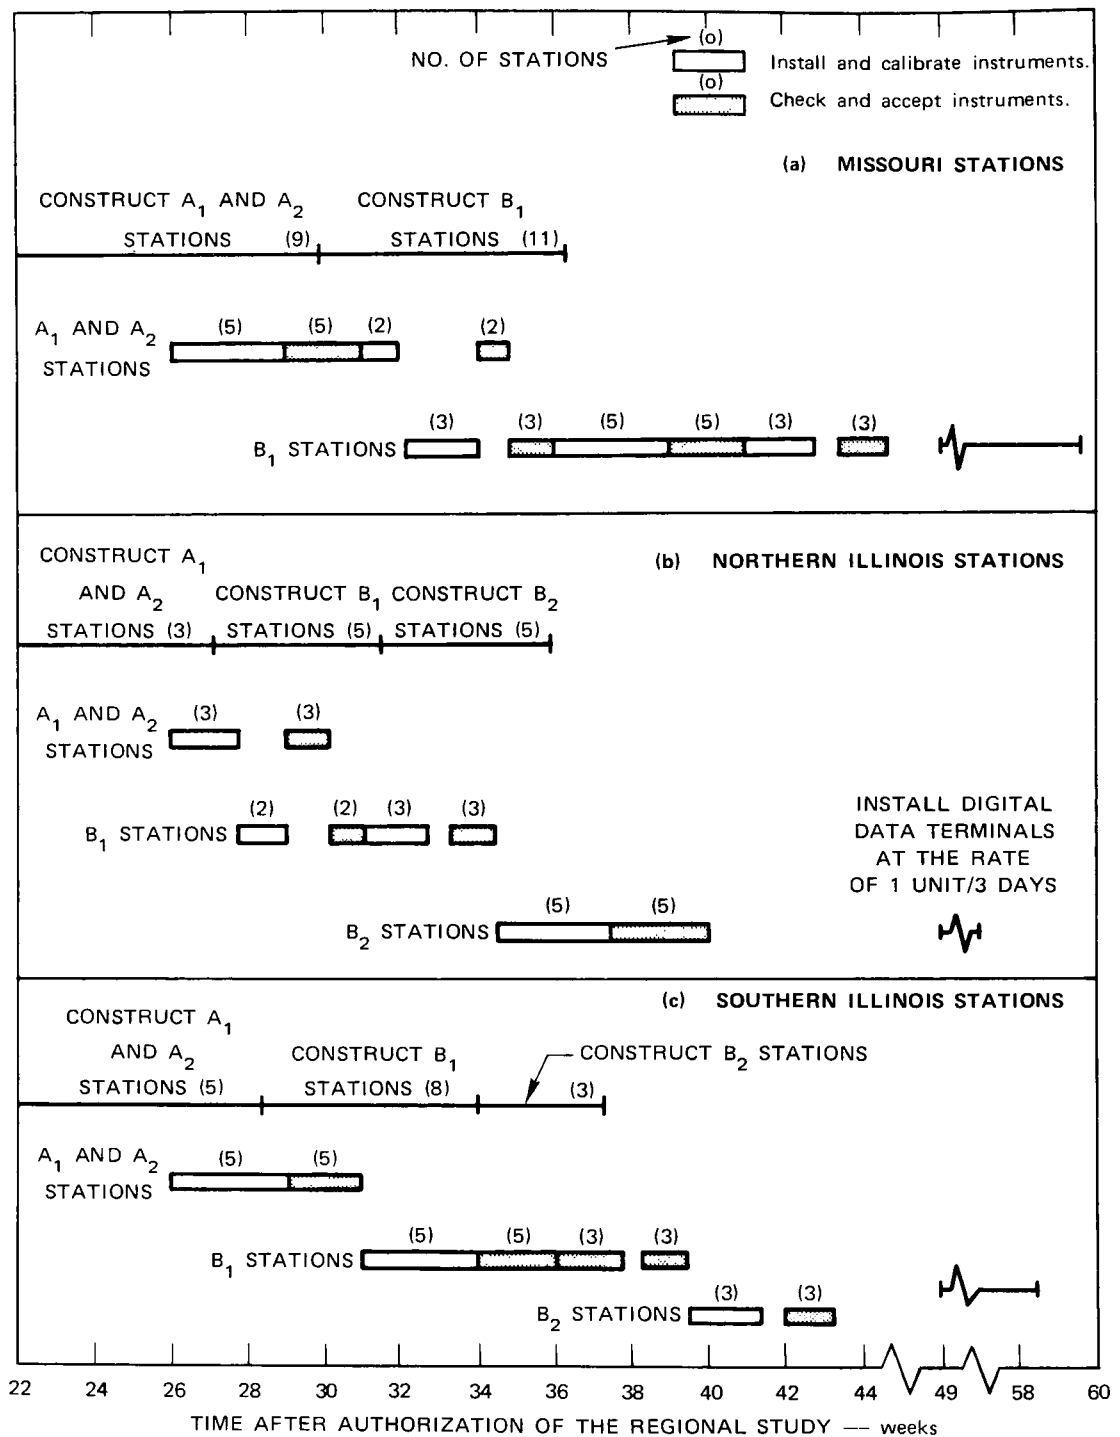 (o)
NO. OF STATIONS
Install and calibrate instruments.
(o)
Check and accept instruments.
(a) MISSOURI STATIONS
CONSTRUCT A1 AND A2
STATIONS (9)
CONSTRUCT B1
STATIONS (11)
A1 AND A2
STATIONS
(5) (5) (2) (2)
B1 STATIONS
(3) (3) (5) (5) (3) (3)
(b) NORTHERN ILLINOIS STATIONS
CONSTRUCT A1
AND A2
STATIONS (3)
CONSTRUCT B1
STATIONS (5)
CONSTRUCT B2
STATIONS (5)
A1 AND A2
STATIONS
(3) (3)
B1 STATIONS
(2) (2) (3) (3)
INSTALL DIGITAL
DATA TERMINALS
AT THE RATE
OF 1 UNIT/3 DAYS
B2 STATIONS
(5) (5)
(c) SOUTHERN ILLINOIS STATIONS
CONSTRUCT A1
AND A2
STATIONS (5)
CONSTRUCT B1
STATIONS (8)
CONSTRUCT B2 STATIONS
(3)
A1 AND A2
STATIONS
(5) (5)
B1 STATIONS
(5) (5) (3) (3)
B2 STATIONS
(3) (3)
22 24 26 28 30 32 34 36 38 40 42 44 49 58 60
TIME AFTER AUTHORIZATION OF THE REGIONAL STUDY — weeks